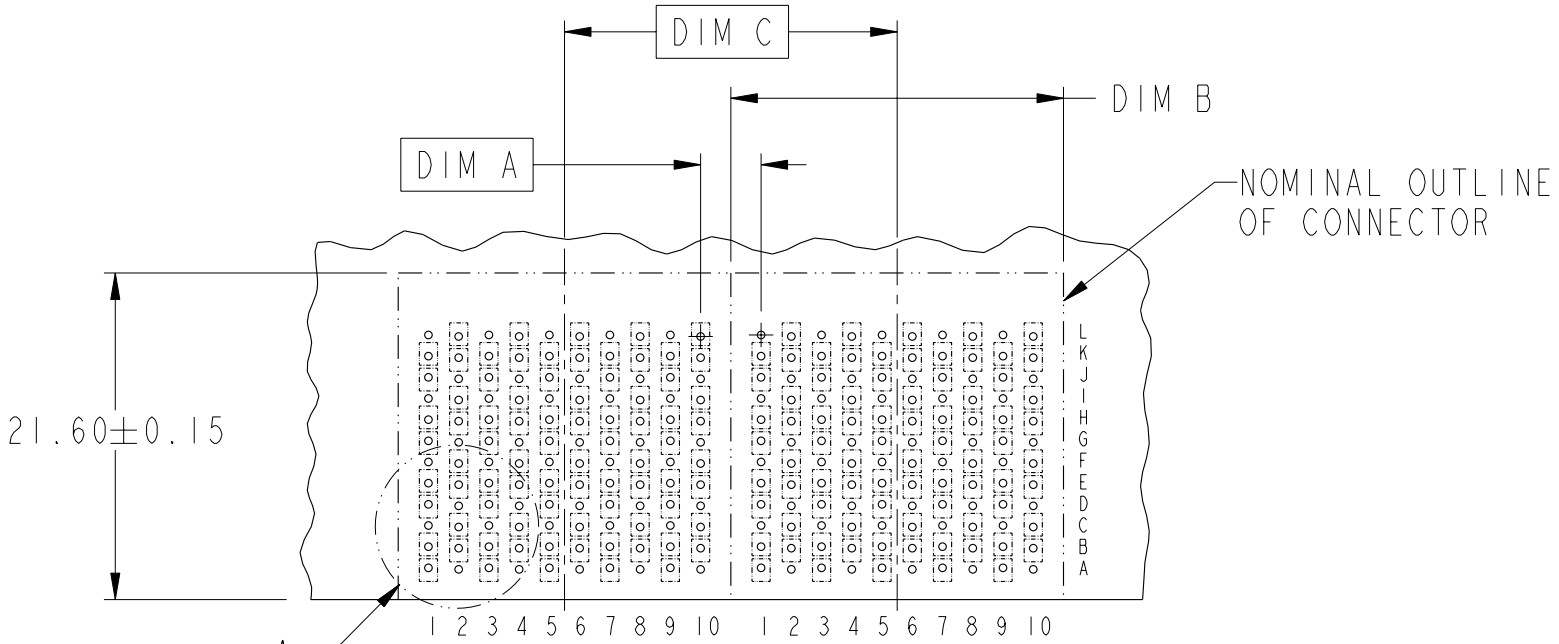 DIM C
DIM B
DIM A
NOMINAL OUTLINE
OF CONNECTOR
L
K
J
I
H
G
F
E
D
C
B
A
21.60±0.15
1 2 3 4 5 6 7 8 9 10 1 2 3 4 5 6 7 8 9 10